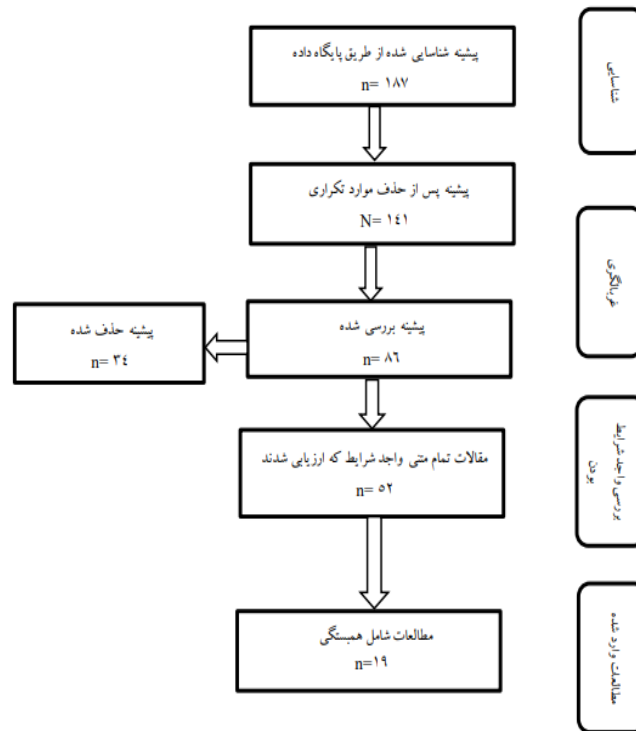 پیشینه شناسایی شده از طریق پایگاه داده
n= ۱۸۷
شناسایی
پیشینه پس از حذف موارد تکراری
N= ۱٤۱
غربالگری
پیشینه بررسی شده
n= ۸٦
پیشینه حذف شده
n= ۳٤
مقالات تمام متنی واجد شرایط که ارزیابی شدند
n= ٥۲
بررسی واجد شرایط
بودن
مطالعات شامل همبستگی
n=۱۹
مطالعات وارد شده